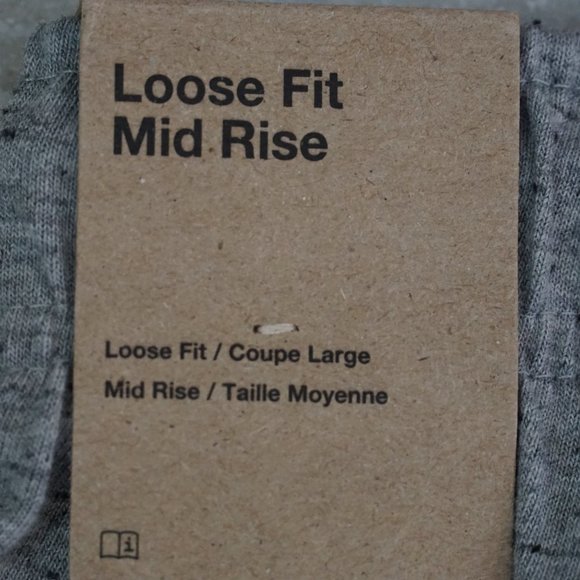 Loose Fit
Mid Rise
Loose Fit / Coupe Large
Mid Rise / Taille Moyenne
i